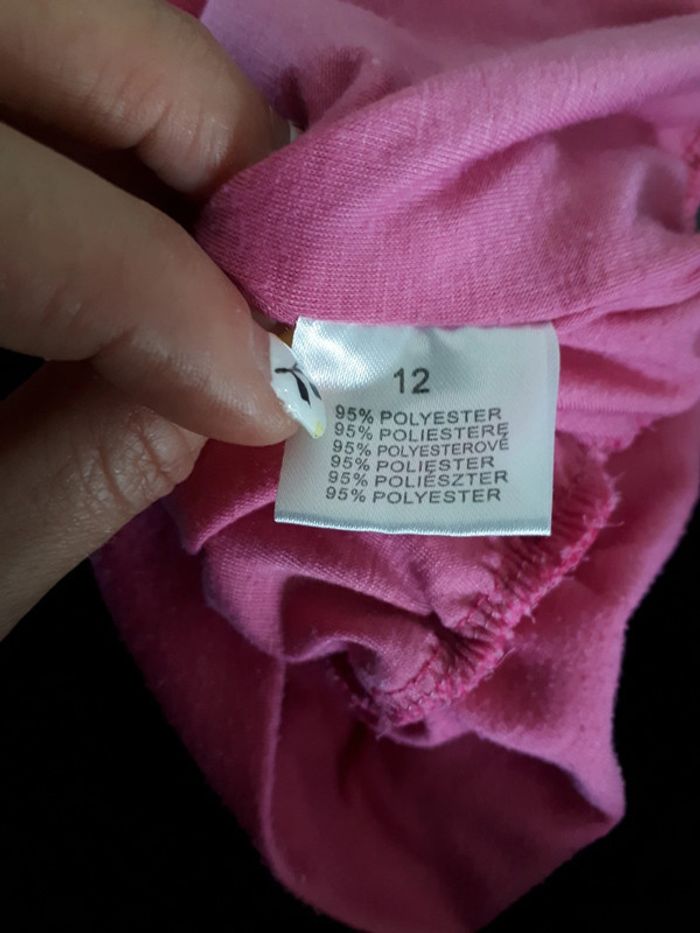 12
95% POLYESTER
95% POLIESTERE
95% POLYESTEROVÉ
95% POLIESTER
95% POLIÉSZTER
95% POLYESTER